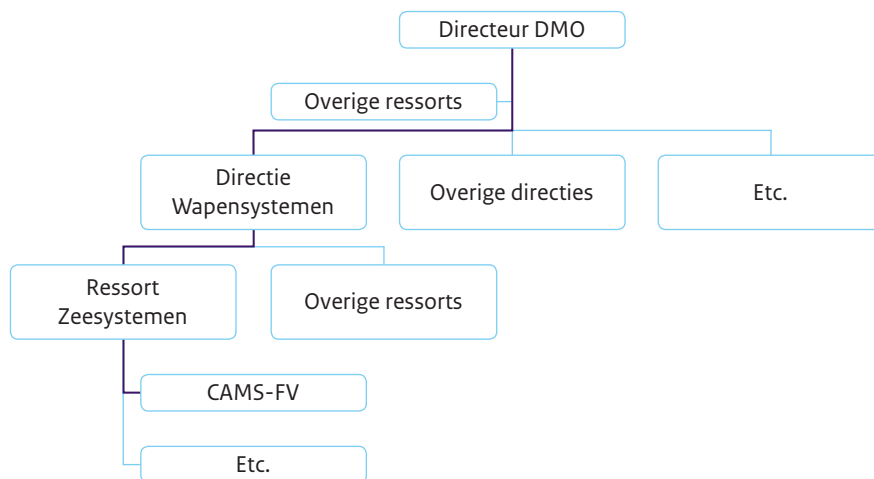 Directeur DMO
Overige ressorts
Directie
Wapensystemen
Overige directies
Etc.
Ressort
Zeesystemen
Overige ressorts
CAMS-FV
Etc.